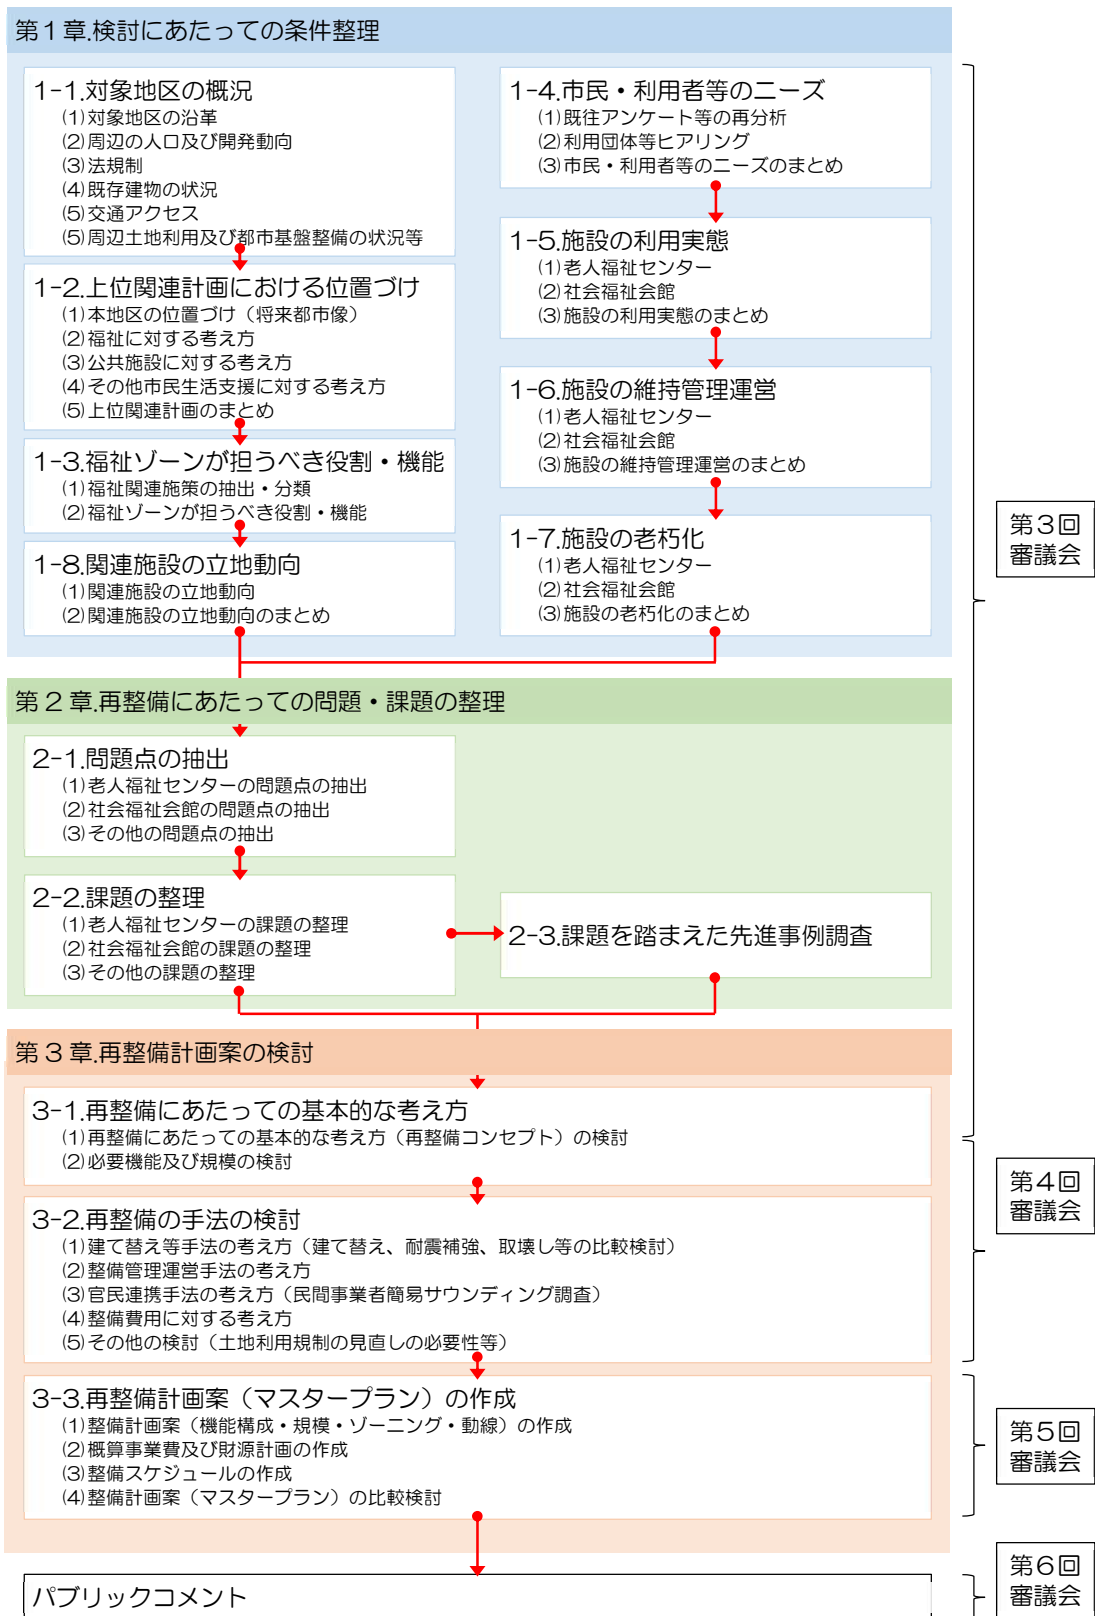 第1章.検討にあたっての条件整理
1-1.対象地区の概況
(1)対象地区の沿革
(2)周辺の人口及び開発動向
(3)法規制
(4)既存建物の状況
(5)交通アクセス
(5)周辺土地利用及び都市基盤整備の状況等
1-2.上位関連計画における位置づけ
(1)本地区の位置づけ（将来都市像）
(2)福祉に対する考え方
(3)公共施設に対する考え方
(4)その他市民生活支援に対する考え方
(5)上位関連計画のまとめ
1-3.福祉ゾーンが担うべき役割・機能
(1)福祉関連施策の抽出・分類
(2)福祉ゾーンが担うべき役割・機能
1-8.関連施設の立地動向
(1)関連施設の立地動向
(2)関連施設の立地動向のまとめ
1-4.市民・利用者等のニーズ
(1)既往アンケート等の再分析
(2)利用団体等ヒアリング
(3)市民・利用者等のニーズのまとめ
1-5.施設の利用実態
(1)老人福祉センター
(2)社会福祉会館
(3)施設の利用実態のまとめ
1-6.施設の維持管理運営
(1)老人福祉センター
(2)社会福祉会館
(3)施設の維持管理運営のまとめ
1-7.施設の老朽化
(1)老人福祉センター
(2)社会福祉会館
(3)施設の老朽化のまとめ
第3回
審議会
第2章.再整備にあたっての問題・課題の整理
2-1.問題点の抽出
(1)老人福祉センターの問題点の抽出
(2)社会福祉会館の問題点の抽出
(3)その他の問題点の抽出
2-2.課題の整理
(1)老人福祉センターの課題の整理
(2)社会福祉会館の課題の整理
(3)その他の課題の整理
2-3.課題を踏まえた先進事例調査
第3章.再整備計画案の検討
3-1.再整備にあたっての基本的な考え方
(1)再整備にあたっての基本的な考え方（再整備コンセプト）の検討
(2)必要機能及び規模の検討
第4回
審議会
3-2.再整備の手法の検討
(1)建て替え等手法の考え方（建て替え、耐震補強、取壊し等の比較検討）
(2)整備管理運営手法の考え方
(3)官民連携手法の考え方（民間事業者簡易サウンディング調査）
(4)整備費用に対する考え方
(5)その他の検討（土地利用規制の見直しの必要性等）
3-3.再整備計画案（マスタープラン）の作成
(1)整備計画案（機能構成・規模・ゾーニング・動線）の作成
(2)概算事業費及び財源計画の作成
(3)整備スケジュールの作成
(4)整備計画案（マスタープラン）の比較検討
第5回
審議会
パブリックコメント
第6回
審議会